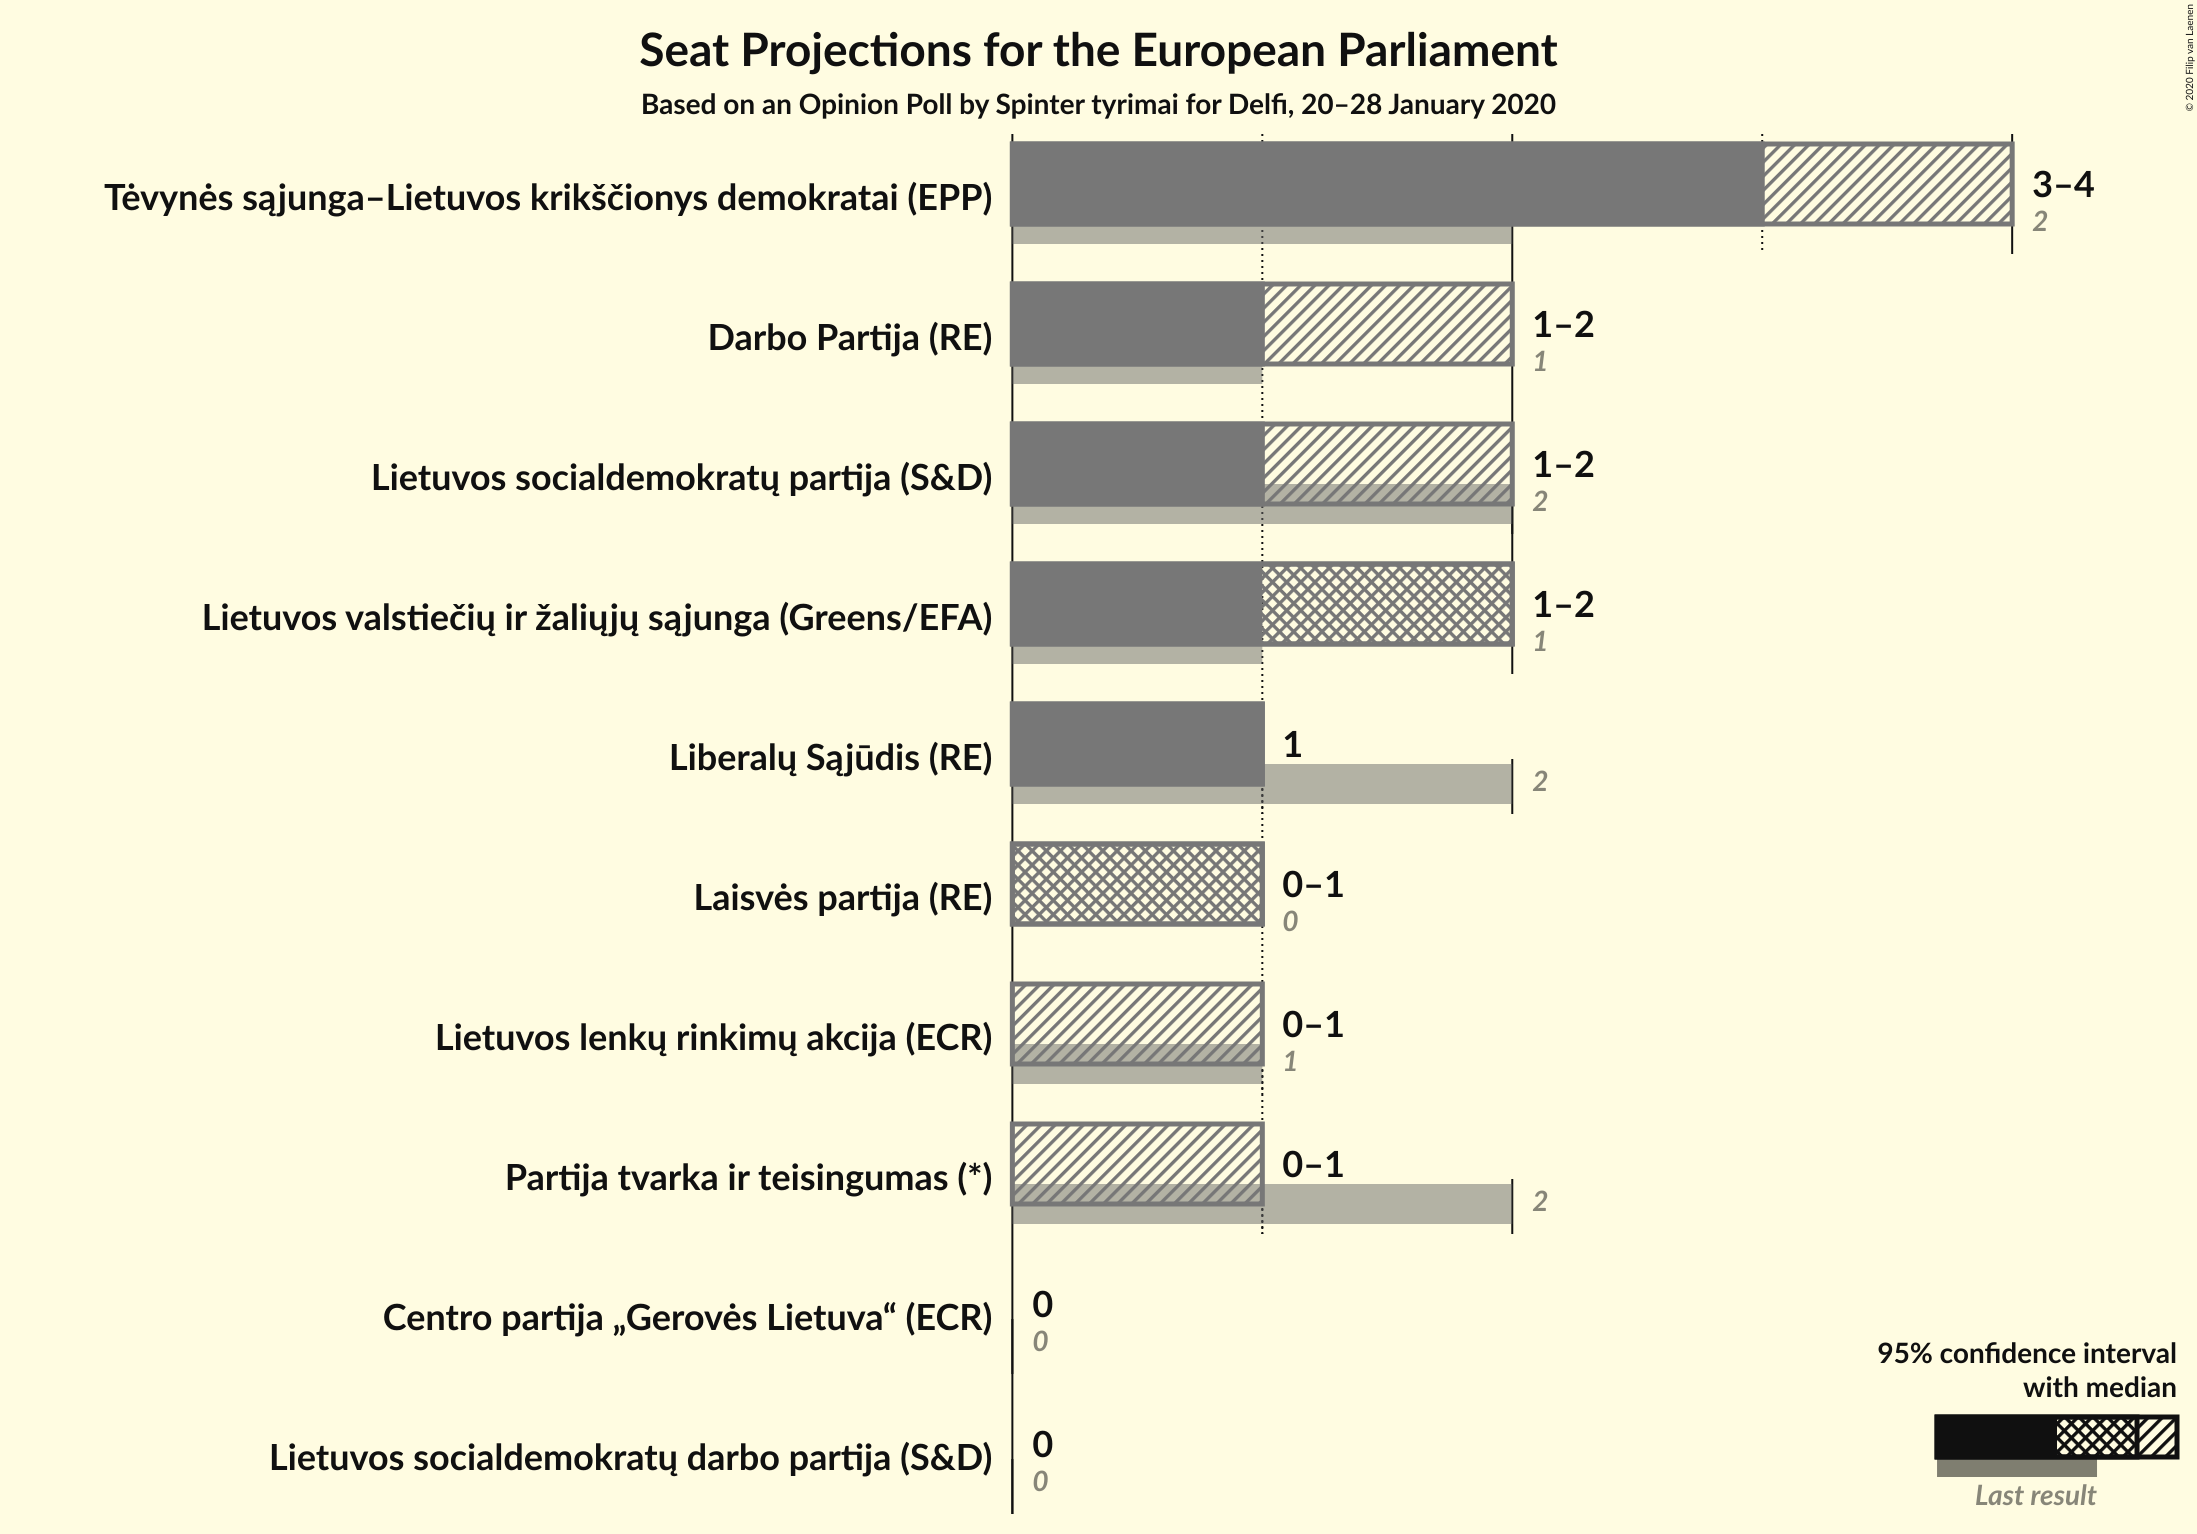 Seat Projections for the European Parliament
Based on an Opinion Poll by Spinter tyrimai for Delfi, 20–28 January 2020
© 2020 Filip van Laenen
Tėvynės sąjunga–Lietuvos krikščionys demokratai (EPP)
3–4
2
Darbo Partija (RE)
1–2
1
Lietuvos socialdemokratų partija (S&D)
1–2
2
Lietuvos valstiečių ir žaliųjų sąjunga (Greens/EFA)
1–2
1
Liberalų Sąjūdis (RE)
1
2
Laisvės partija (RE)
0–1
0
Lietuvos lenkų rinkimų akcija (ECR)
0–1
1
Partija tvarka ir teisingumas (*)
0–1
2
Centro partija „Gerovės Lietuva“ (ECR)
0
0
Lietuvos socialdemokratų darbo partija (S&D)
0
0
95% confidence interval
with median
Last result